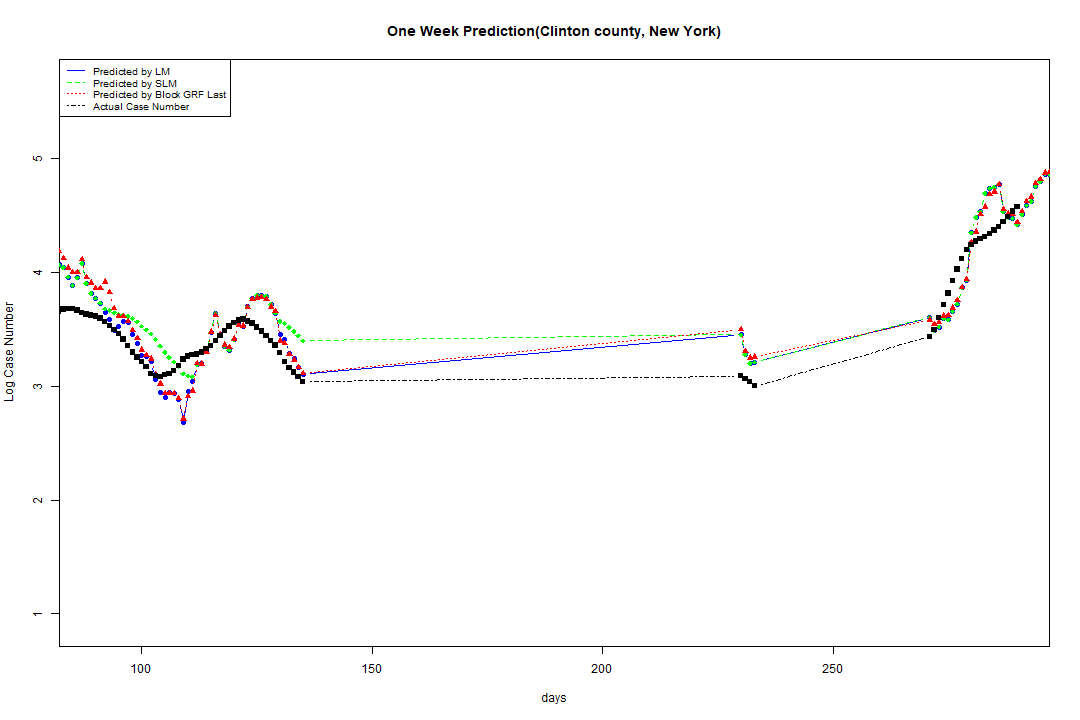 One Week Prediction(Clinton county, New York)
Predicted by LM
Predicted by SLM
Predicted by Block GRF Last
Actual Case Number
5
4
3
2
1
Log Case Number
100 150 200 250
days